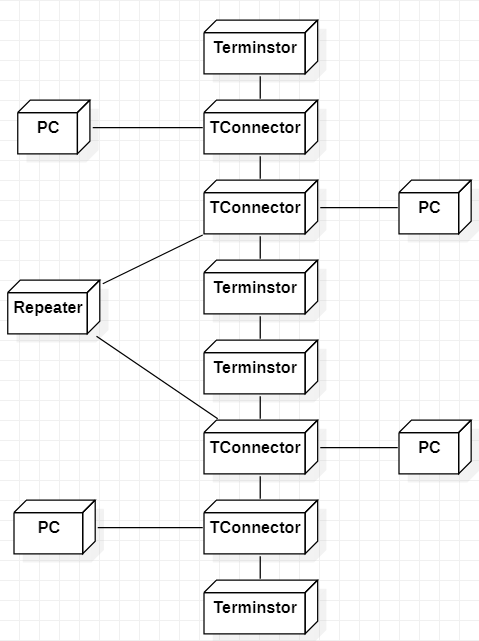 Terminstor
PC
TConnector
TConnector
PC
Terminstor
Repeater
Terminstor
TConnector
PC
PC
TConnector
Terminstor